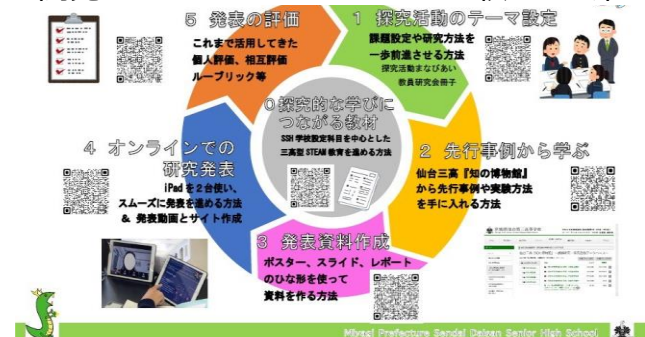 0 探究的な学びに
つながる教材
SSH 学校設定科目を中心とした
三高型 STEAM 教育を進める方法
1 探究活動のテーマ設定
課題設定や研究方法を
一歩前進させる方法
探究活動まなびあい
教員研究会冊子
2 先行事例から学ぶ
仙台三高『知の博物館』
から先行事例や実験方法
を手に入れる方法
3 発表資料作成
ポスター、スライド、レポート
のひな形を使って
資料を作る方法
4 オンラインでの
研究発表
iPadを2台使い、
スムーズに発表を進める方法
& 発表動画とサイト作成
5 発表の評価
これまで活用してきた
個人評価、相互評価
ルーブリック等
Miyagi Prefecture Sendai Daisan Senior High School